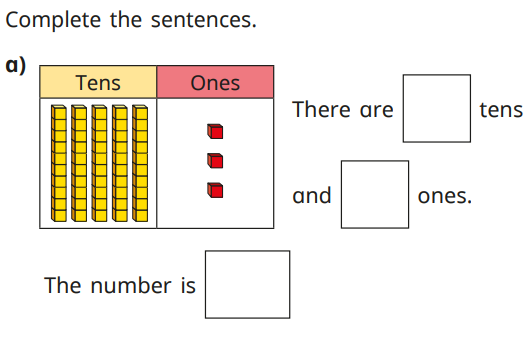 Complete the sentences.
a)
Tens Ones
There are tens
and ones.
The number is